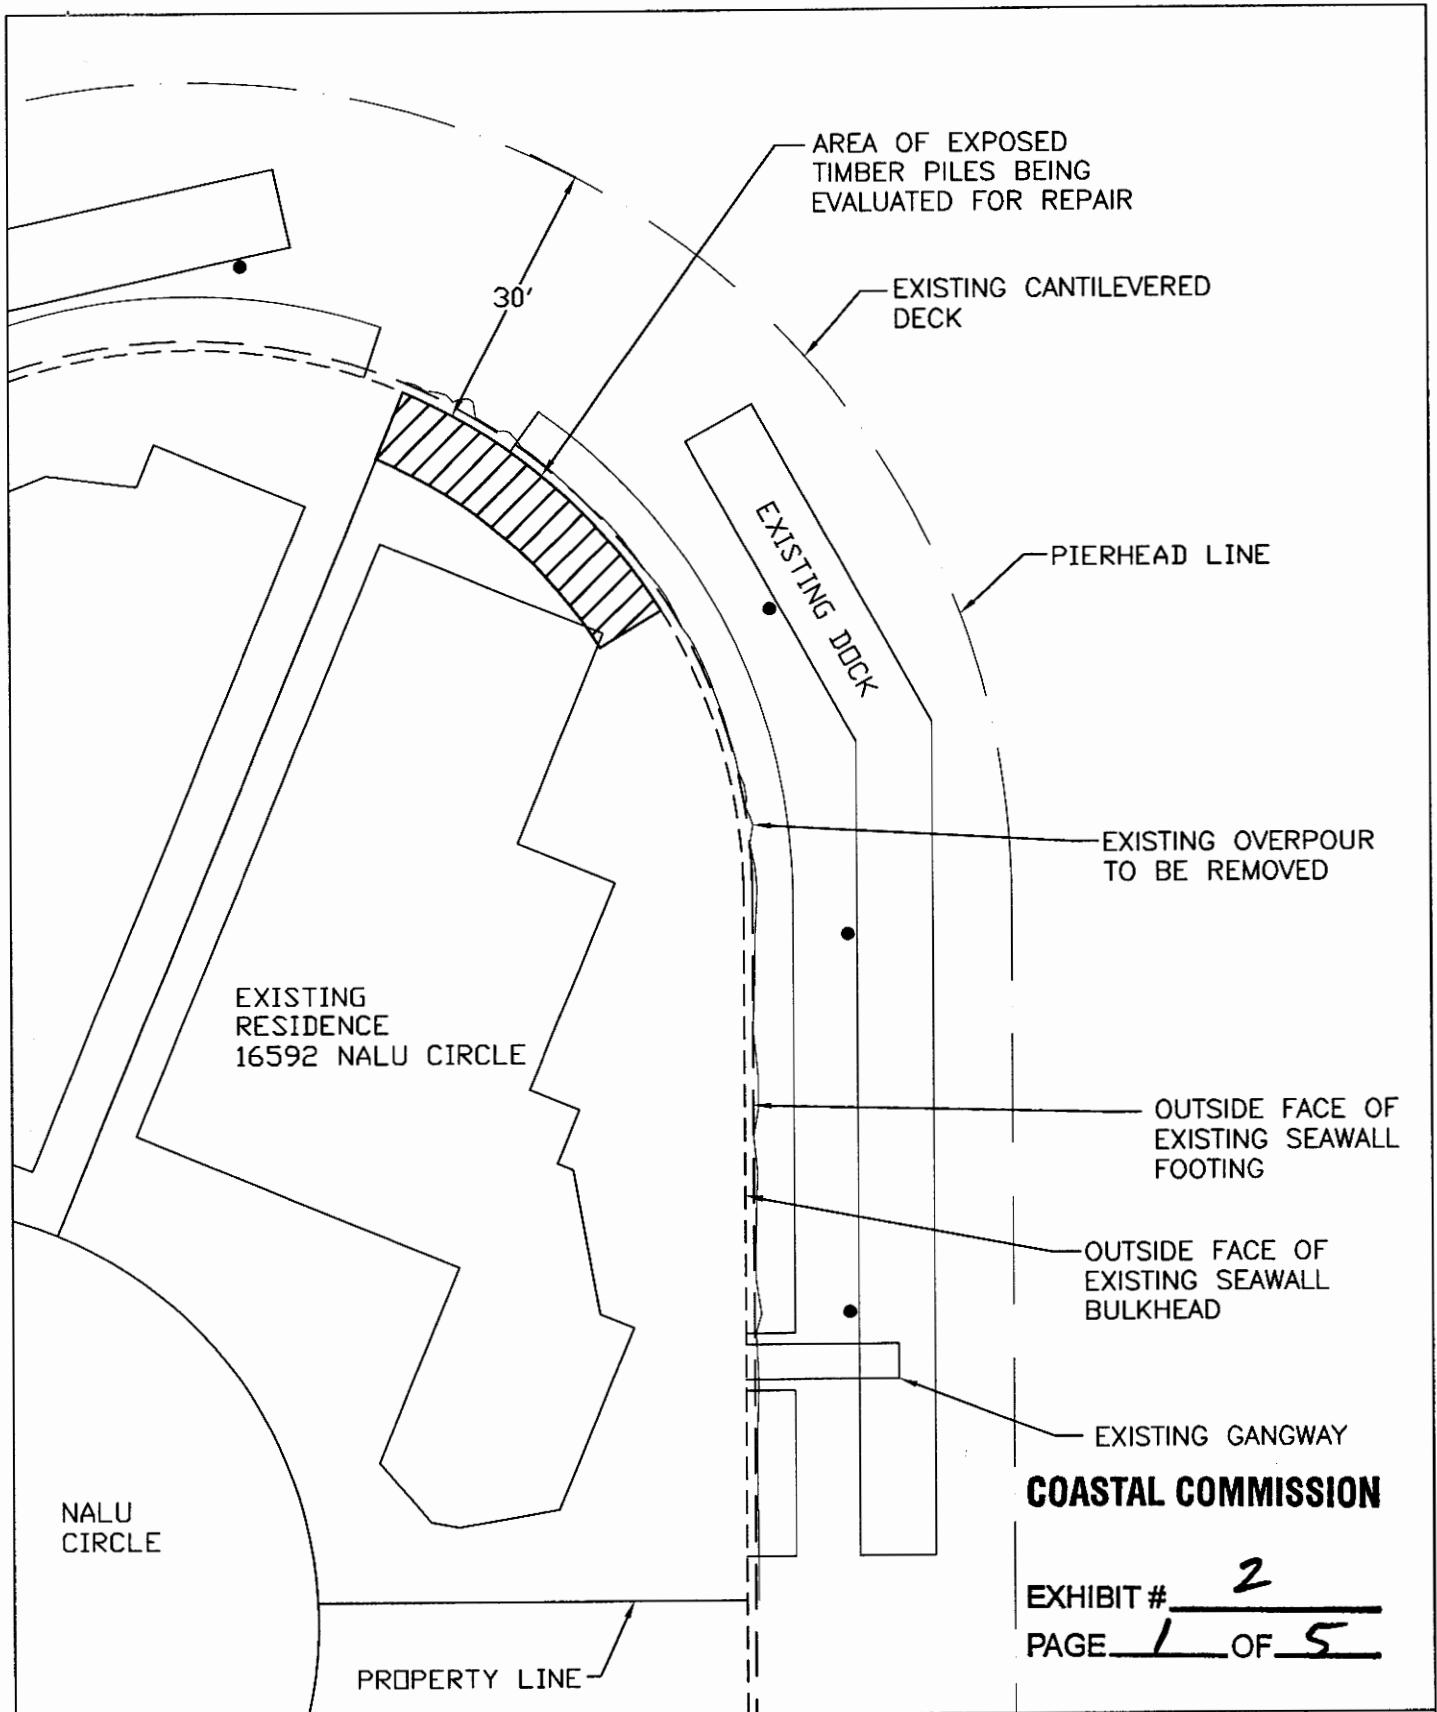 AREA OF EXPOSED
TIMBER PILES BEING
EVALUATED FOR REPAIR
EXISTING CANTILEVERED
DECK
30'
EXISTING DOCK
PIERHEAD LINE
EXISTING OVERPOUR
TO BE REMOVED
EXISTING
RESIDENCE
16592 NALU CIRCLE
OUTSIDE FACE OF
EXISTING SEAWALL
FOOTING
OUTSIDE FACE OF
EXISTING SEAWALL
BULKHEAD
EXISTING GANGWAY
COASTAL COMMISSION
NALU
CIRCLE
EXHIBIT # 2
PAGE 1 OF 5
PROPERTY LINE